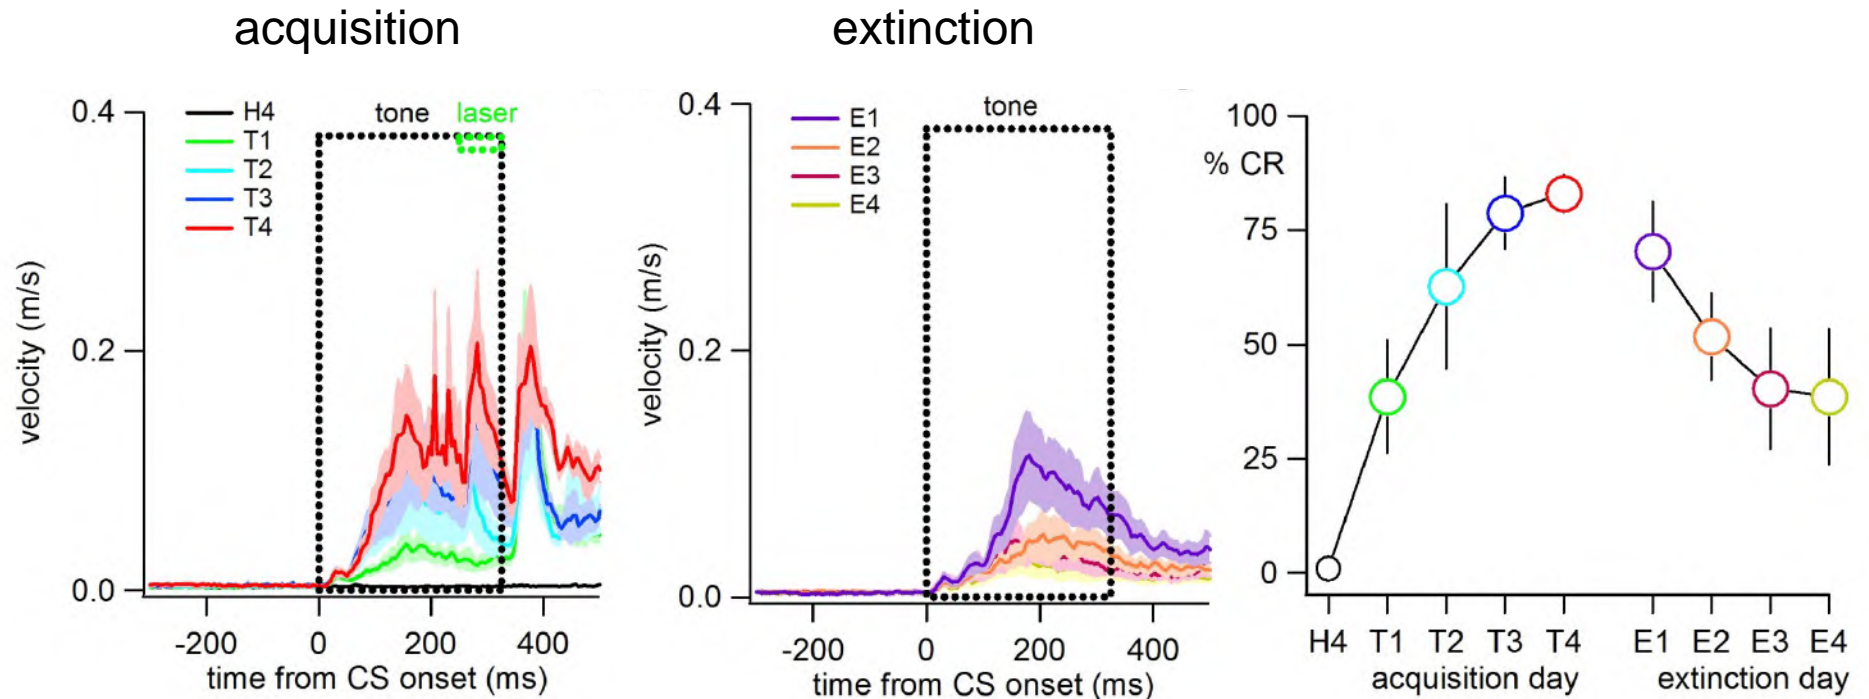 acquisition
extinction
0.4
0.2
0.0
velocity (m/s)
H4
T1
T2
T3
T4
tone
laser
-200
0
200
400
time from CS onset (ms)
0.4
0.2
0.0
velocity (m/s)
E1
E2
E3
E4
tone
-200
0
200
400
time from CS onset (ms)
100
% CR
75
50
25
0
H4 T1 T2 T3 T4 E1 E2 E3 E4
acquisition day
extinction day